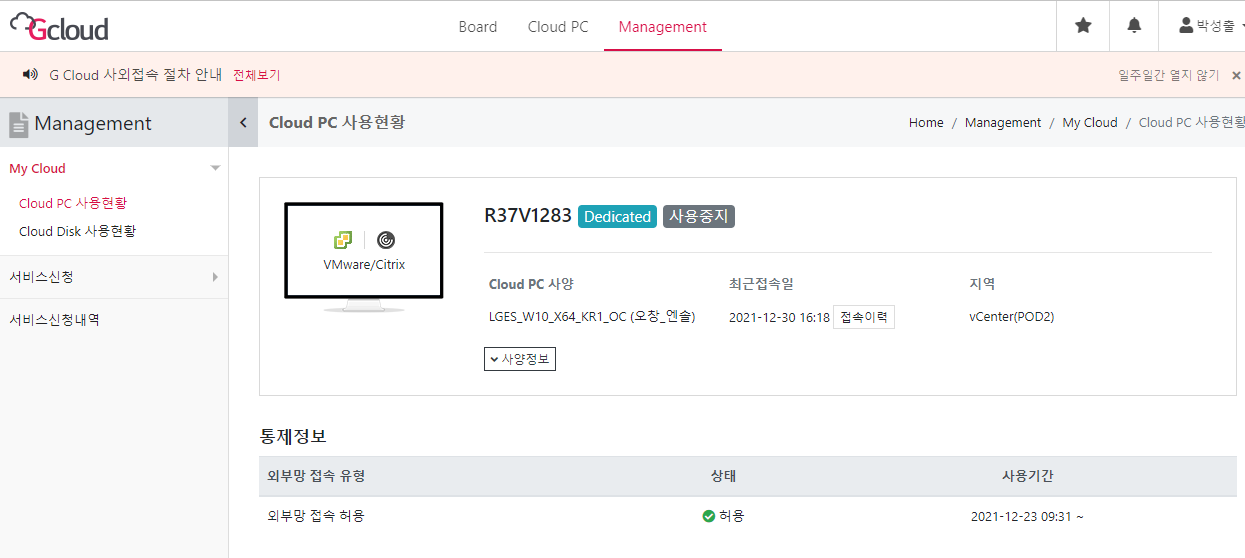 Gcloud
Board Cloud PC Management 박성출
G Cloud 사외접속 절차 안내 전체보기 일주일간 열지 않기 ×
Management
Cloud PC 사용현황 Home / Management / My Cloud / Cloud PC 사용현황
My Cloud
Cloud PC 사용현황
Cloud Disk 사용현황
서비스신청
서비스신청내역
VMware/Citrix
R37V1283 Dedicated 사용중지
Cloud PC 사양 최근접속일 지역
LGES_W10_X64_KR1_OC (오창_엔솔) 2021-12-30 16:18 접속이력 vCenter(POD2)
사양정보
통제정보
외부망 접속 유형 상태 사용기간
외부망 접속 허용 허용 2021-12-23 09:31 ~